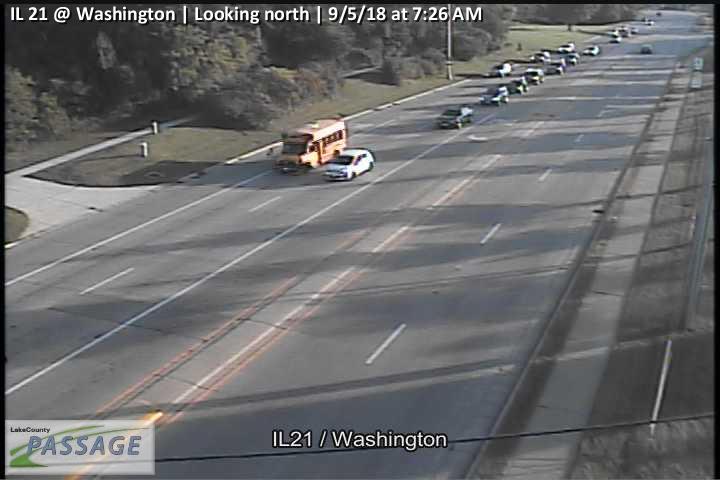 IL 21 @ Washington | Looking north | 9/5/18 at 7:26 AM
IL21 / Washington
LakeCounty
PASSAGE